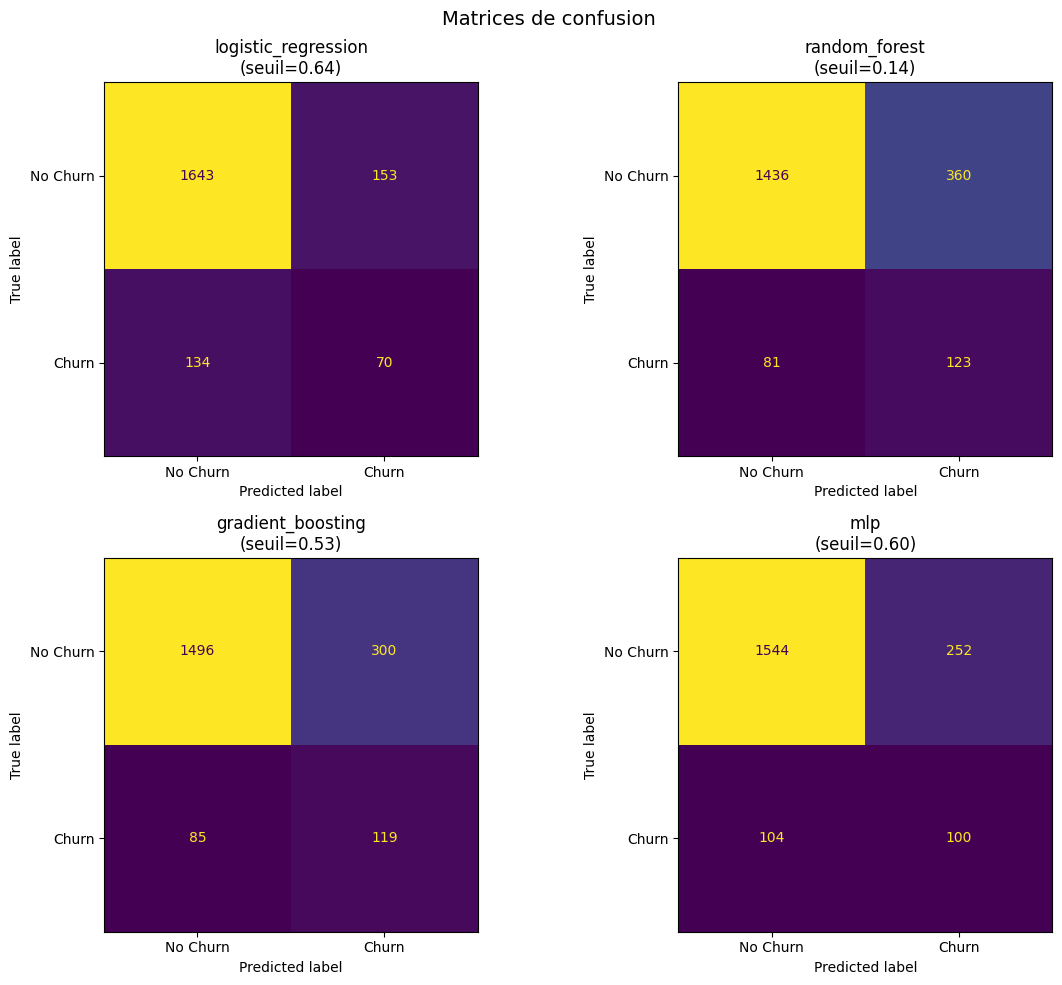 Matrices de confusion
logistic_regression
(seuil=0.64)
No Churn
1643
153
True label
Churn
134
70
No Churn
Churn
Predicted label
random_forest
(seuil=0.14)
No Churn
1436
360
True label
Churn
81
123
No Churn
Churn
Predicted label
gradient_boosting
(seuil=0.53)
No Churn
1496
300
True label
Churn
85
119
No Churn
Churn
Predicted label
mlp
(seuil=0.60)
No Churn
1544
252
True label
Churn
104
100
No Churn
Churn
Predicted label